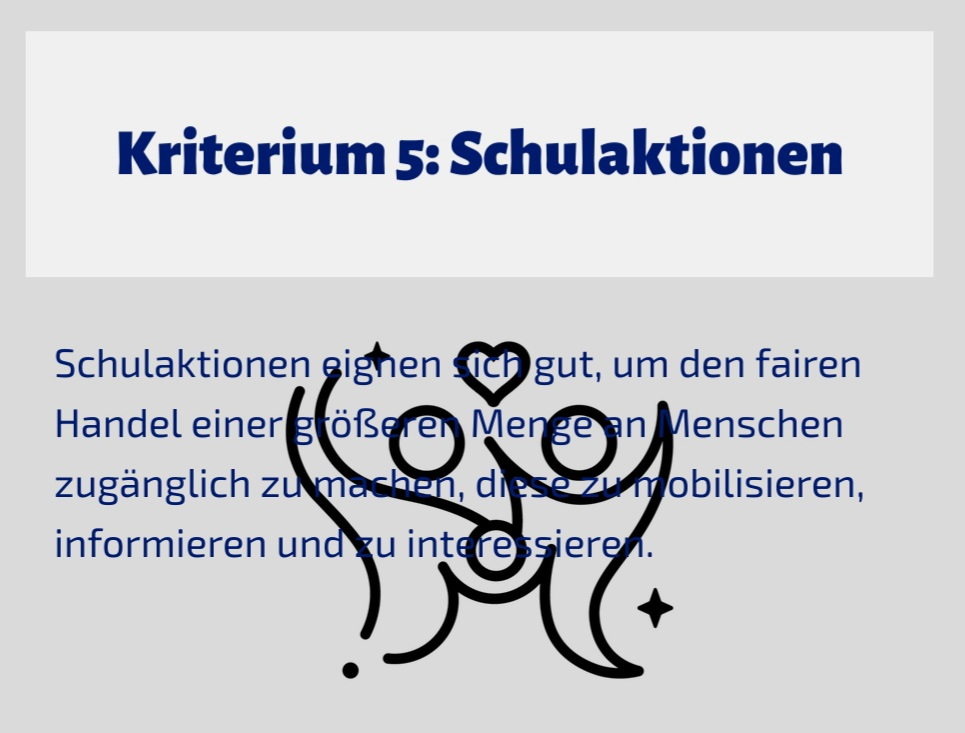 Kriterium 5: Schulaktionen
Schulaktionen eignen sich gut, um den fairen
Handel einer größeren Menge an Menschen
zugänglich zu machen, diese zu mobilisieren,
informieren und zu interessieren.